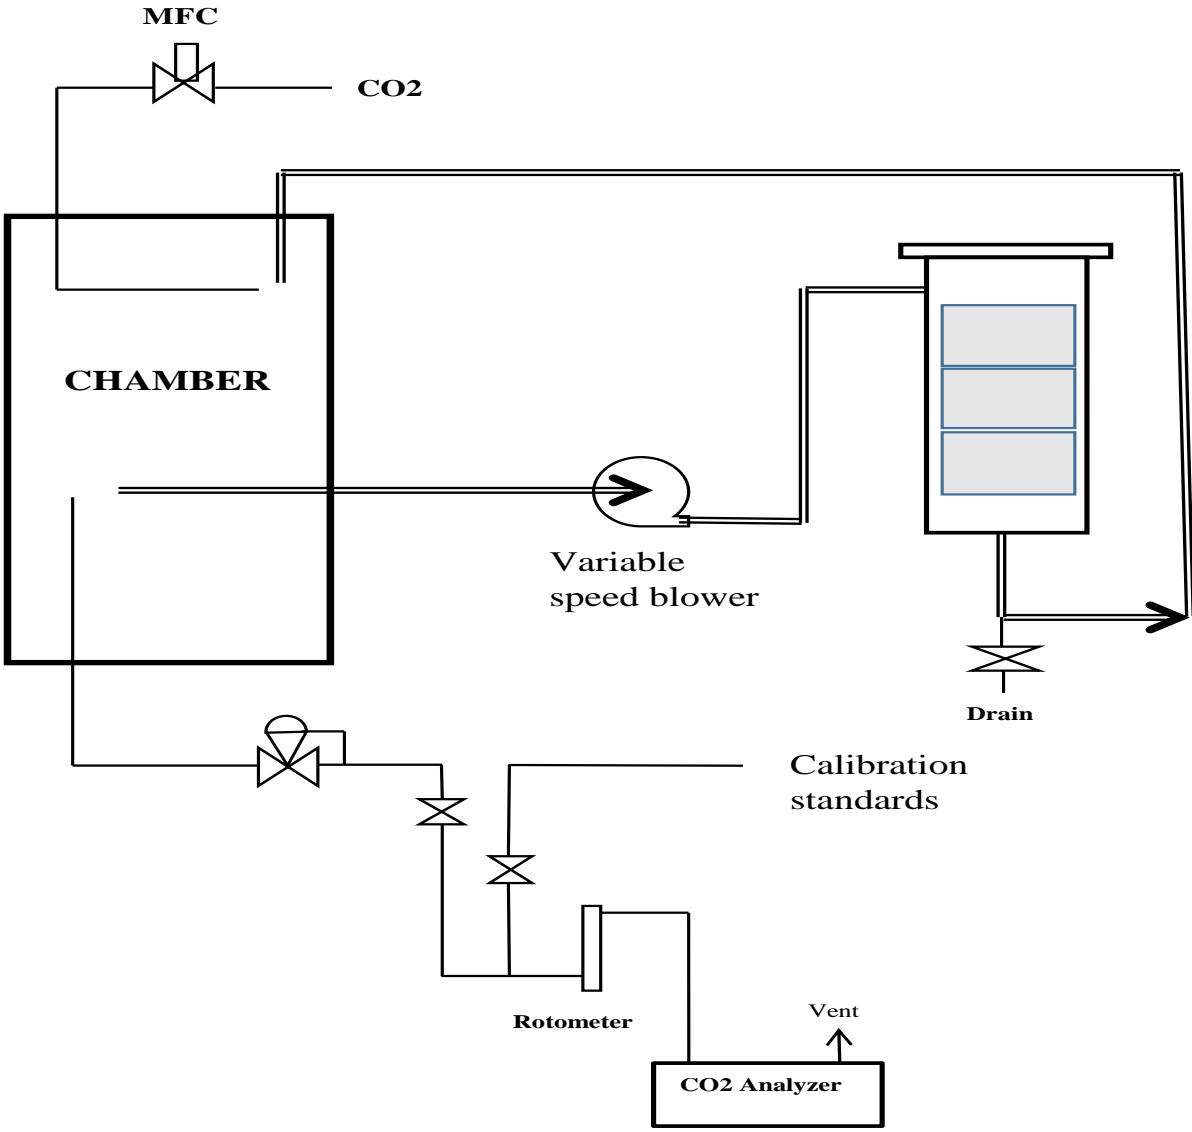 MFC
CO2
CHAMBER
Variable
speed blower
Drain
Calibration
standards
Rotometer
Vent
CO2 Analyzer